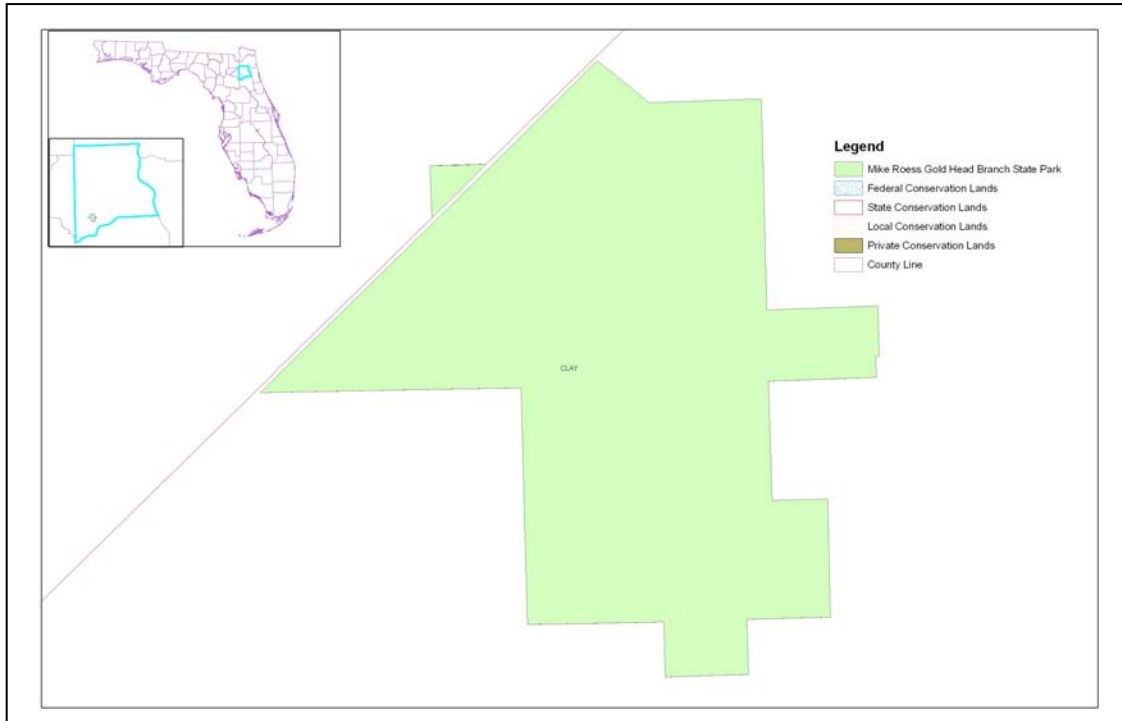 Legend
Mike Roess Gold Head Branch State Park
Federal Conservation Lands
State Conservation Lands
Local Conservation Lands
Private Conservation Lands
County Line
CLAY